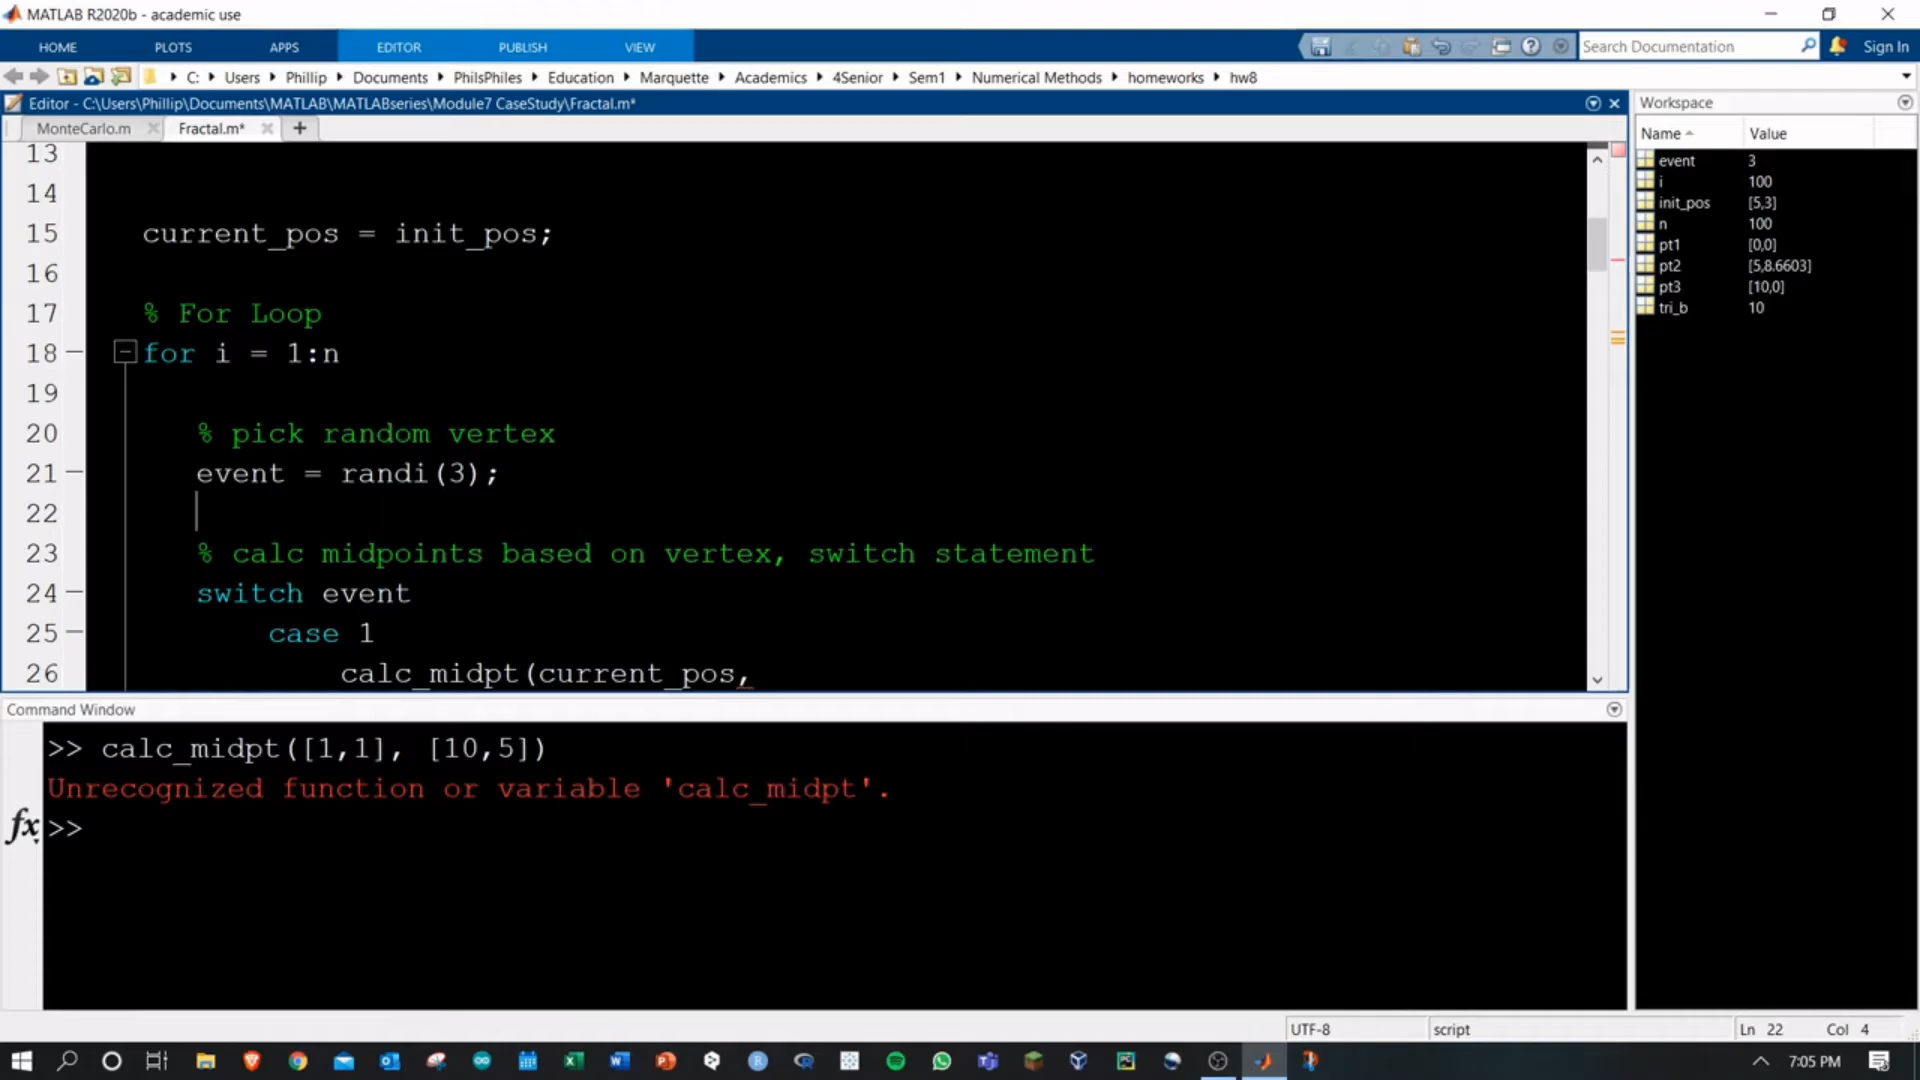 MATLAB R2020b - academic use
HOME PLOTS APPS EDITOR PUBLISH VIEW Search Documentation Sign In
C: Users Phillip Documents PhilsPhiles Education Marquette Academics 4Senior Sem1 Numerical Methods homeworks hw8
Editor - C:\Users\Phillip\Documents\MATLAB\MATLABseries\Module7 CaseStudy\Fractal.m*
MonteCarlo.m Fractal.m*
13
14
15 current_pos = init_pos;
16
17 % For Loop
18 for i = 1:n
19
20 % pick random vertex
21 event = randi(3);
22
23 % calc midpoints based on vertex, switch statement
24 switch event
25 case 1
26 calc_midpt(current_pos,
Workspace
Name Value
event 3
i 100
init_pos [5,3]
n 100
pt1 [0,0]
pt2 [5,8.6603]
pt3 [10,0]
tri_b 10
Command Window
>> calc_midpt([1,1], [10,5])
Unrecognized function or variable 'calc_midpt'.
fx >>
UTF-8 script Ln 22 Col 4
7:05 PM